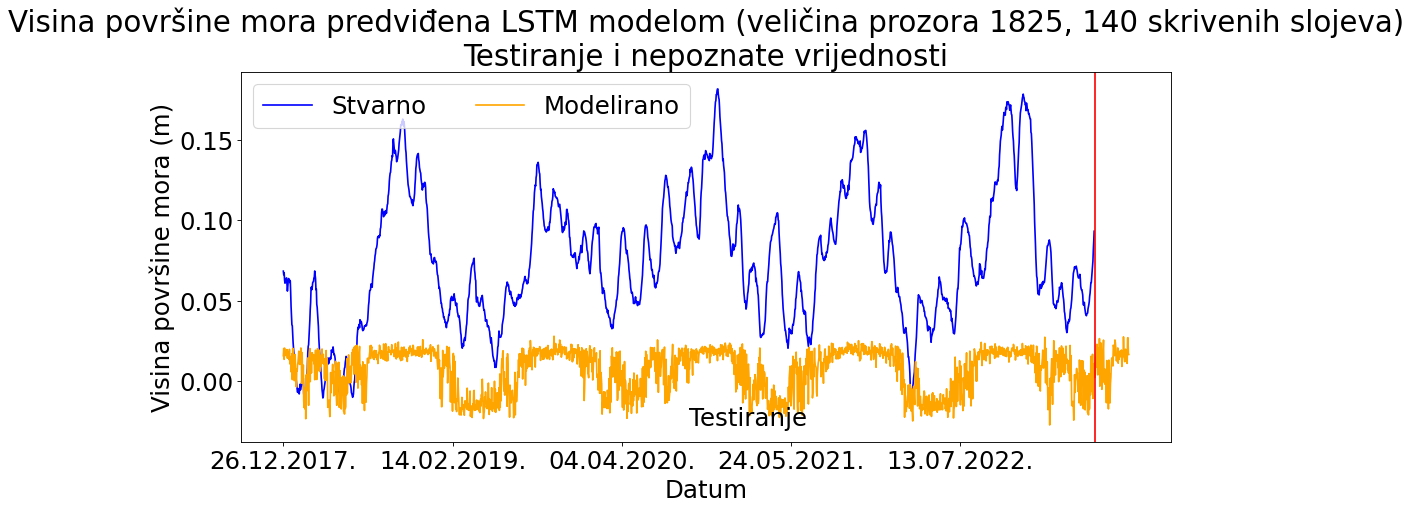 Visina površine mora predviđena LSTM modelom (veličina prozora 1825, 140 skrivenih slojeva)
Testiranje i nepoznate vrijednosti
Stvarno
Modelirano
Visina površine mora (m)
0.15
0.10
0.05
0.00
Testiranje
26.12.2017.
14.02.2019.
04.04.2020.
24.05.2021.
13.07.2022.
Datum